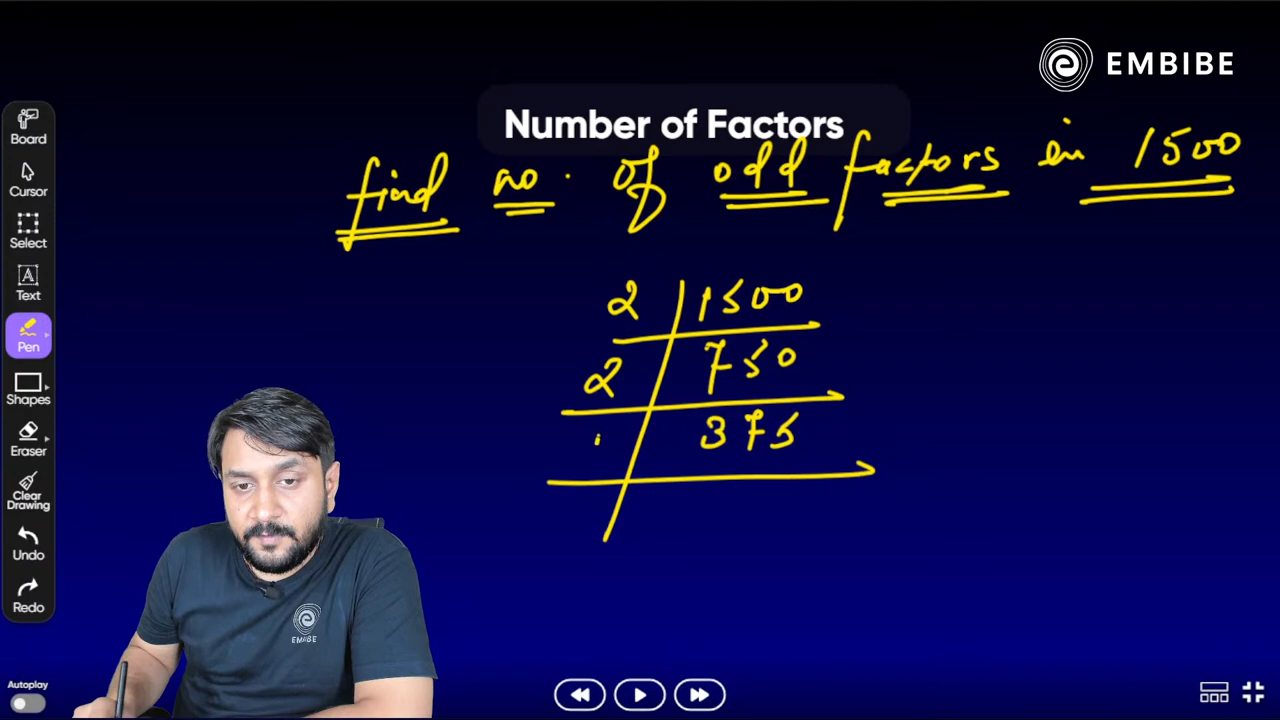 EMBIBE
Number of Factors
find no. of odd factors in 1500
2 1500
2 750
375
Board
Cursor
Select
A
Text
Pen
Shapes
Eraser
Clear
Drawing
Undo
Redo
EMBIBE
Autoplay